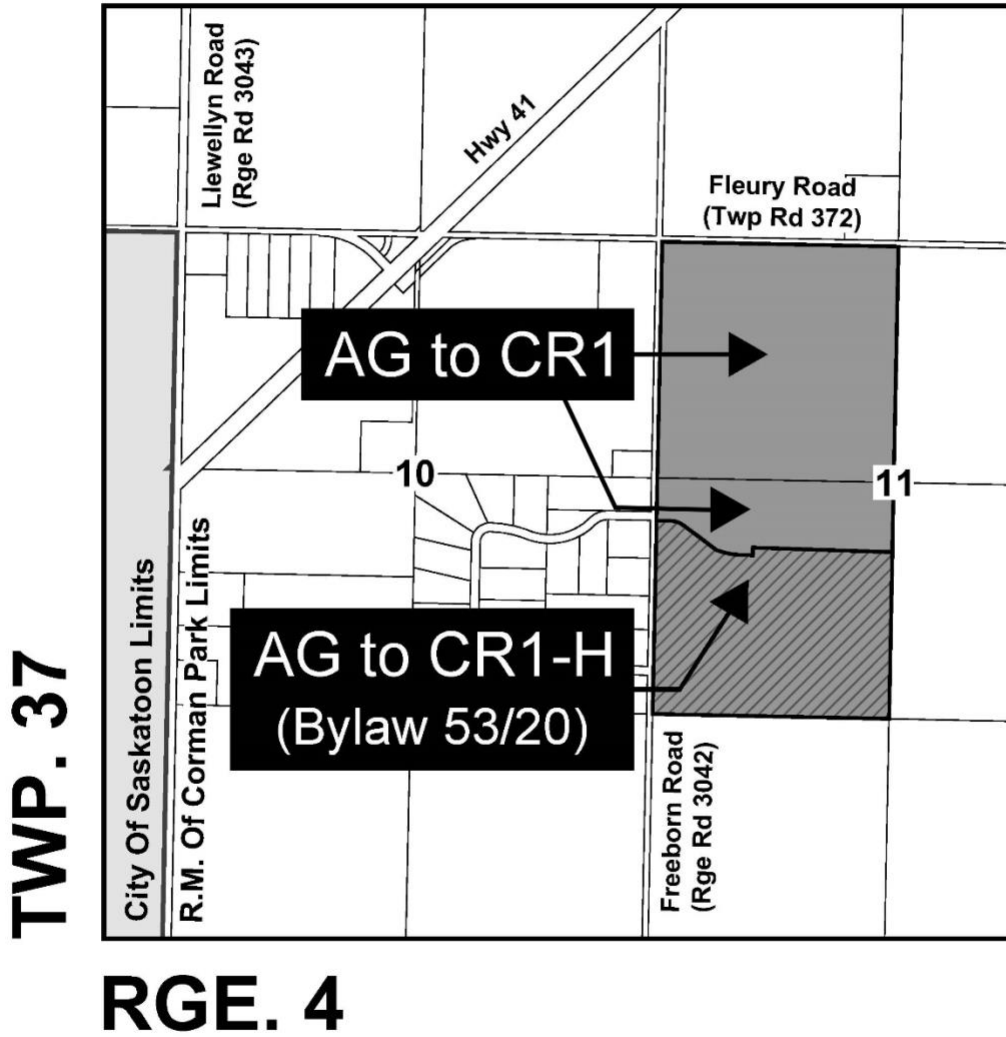 Llewellyn Road
(Rge Rd 3043)
Hwy 41
Fleury Road
(Twp Rd 372)
AG to CR1
10
11
AG to CR1-H
(Bylaw 53/20)
City Of Saskatoon Limits
R.M. Of Corman Park Limits
Freeborn Road
(Rge Rd 3042)
TWP. 37
RGE. 4